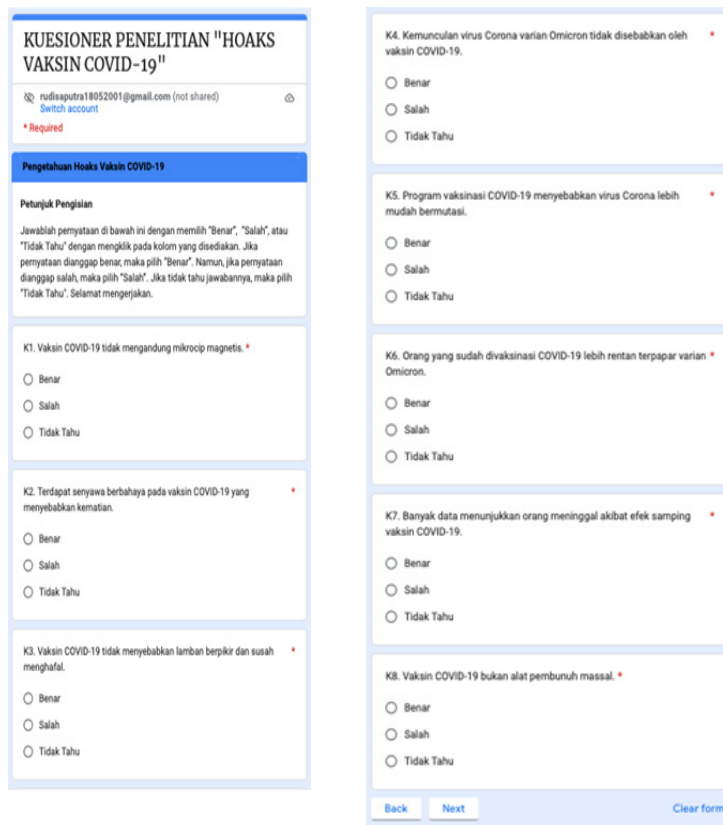 KUESIONER PENELITIAN "HOAKS
VAKSIN COVID-19"
rudisaputra18052001@gmail.com (not shared)
Switch account
* Required
Pengetahuan Hoaks Vaksin COVID-19
Petunjuk Pengisian
Jawablah pernyataan di bawah ini dengan memilih "Benar", "Salah", atau
"Tidak Tahu" dengan mengklik pada kolom yang disediakan. Jika
pernyataan dianggap benar, maka pilih "Benar". Namun, jika pernyataan
dianggap salah, maka pilih "Salah". Jika tidak tahu jawabannya, maka pilih
"Tidak Tahu". Selamat mengerjakan.
K1. Vaksin COVID-19 tidak mengandung mikrocip magnetis. *
Benar
Salah
Tidak Tahu
K2. Terdapat senyawa berbahaya pada vaksin COVID-19 yang *
menyebabkan kematian.
Benar
Salah
Tidak Tahu
K3. Vaksin COVID-19 tidak menyebabkan lamban berpikir dan susah *
menghafal.
Benar
Salah
Tidak Tahu
K4. Kemunculan virus Corona varian Omicron tidak disebabkan oleh *
vaksin COVID-19.
Benar
Salah
Tidak Tahu
K5. Program vaksinasi COVID-19 menyebabkan virus Corona lebih *
mudah bermutasi.
Benar
Salah
Tidak Tahu
K6. Orang yang sudah divaksinasi COVID-19 lebih rentan terpapar varian *
Omicron.
Benar
Salah
Tidak Tahu
K7. Banyak data menunjukkan orang meninggal akibat efek samping *
vaksin COVID-19.
Benar
Salah
Tidak Tahu
K8. Vaksin COVID-19 bukan alat pembunuh massal. *
Benar
Salah
Tidak Tahu
Back Next Clear form